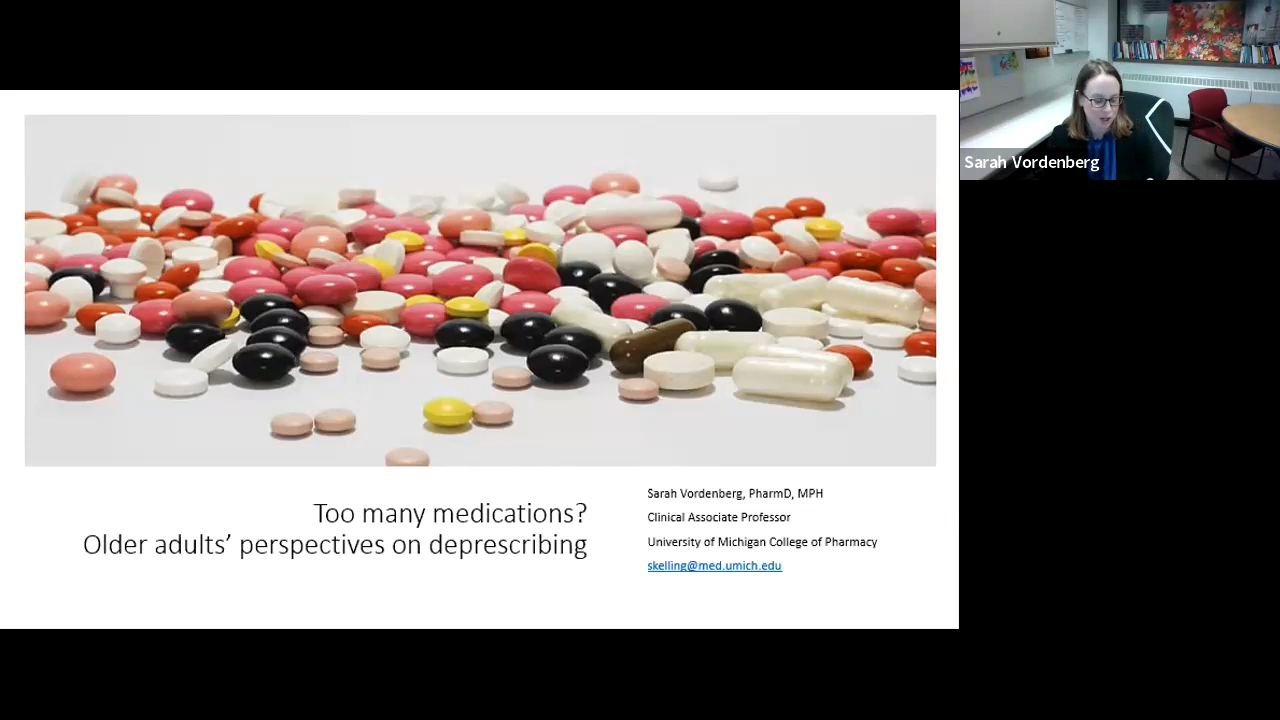 Sarah Vordenberg
Too many medications?
Older adults’ perspectives on deprescribing
Sarah Vordenberg, PharmD, MPH
Clinical Associate Professor
University of Michigan College of Pharmacy
skelling@med.umich.edu